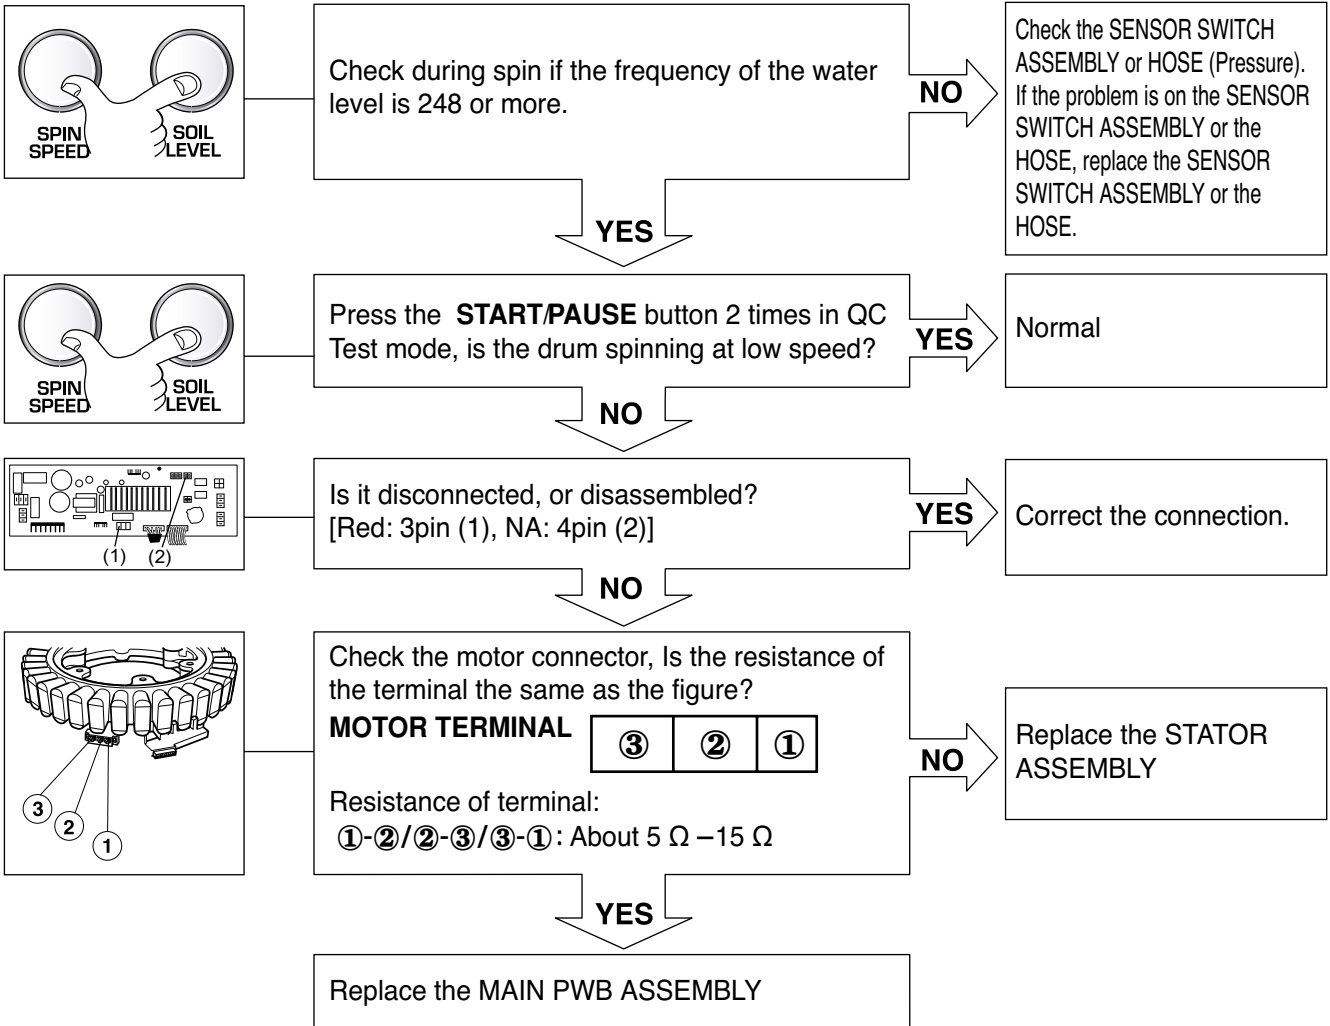 SPIN
SPEED
SOIL
LEVEL
Check during spin if the frequency of the water
level is 248 or more.
NO
Check the SENSOR SWITCH
ASSEMBLY or HOSE (Pressure).
If the problem is on the SENSOR
SWITCH ASSEMBLY or the
HOSE, replace the SENSOR
SWITCH ASSEMBLY or the
HOSE.
YES
SPIN
SPEED
SOIL
LEVEL
Press the START/PAUSE button 2 times in QC
Test mode, is the drum spinning at low speed?
YES
Normal
NO
(1) (2)
Is it disconnected, or disassembled?
[Red: 3pin (1), NA: 4pin (2)]
YES
Correct the connection.
NO
3
2
1
Check the motor connector, Is the resistance of
the terminal the same as the figure?
MOTOR TERMINAL
③ ② ①
Resistance of terminal:
①-②/②-③/③-①: About 5 Ω –15 Ω
NO
Replace the STATOR
ASSEMBLY
YES
Replace the MAIN PWB ASSEMBLY